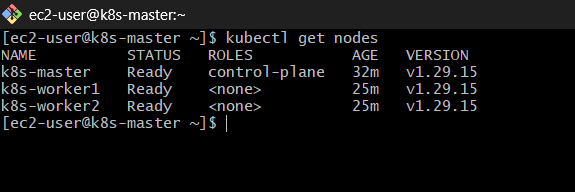 ec2-user@k8s-master:~
[ec2-user@k8s-master ~]$ kubectl get nodes
NAME STATUS ROLES AGE VERSION
k8s-master Ready control-plane 32m v1.29.15
k8s-worker1 Ready <none> 25m v1.29.15
k8s-worker2 Ready <none> 25m v1.29.15
[ec2-user@k8s-master ~]$